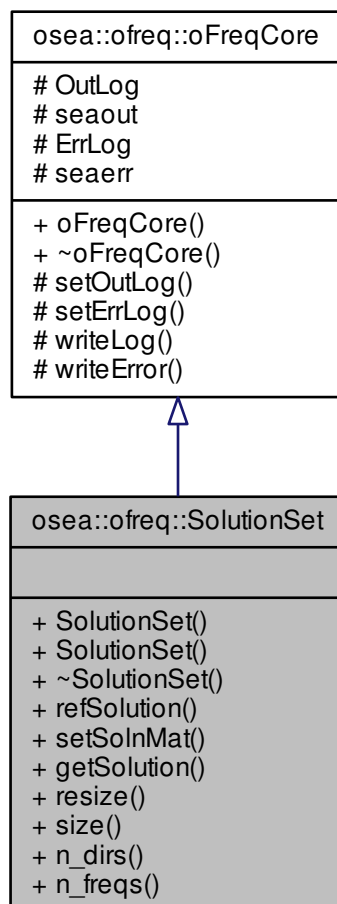 osea::ofreq::oFreqCore
# OutLog
# seaout
# ErrLog
# seaerr
+ oFreqCore()
+ ~oFreqCore()
# setOutLog()
# setErrLog()
# writeLog()
# writeError()
osea::ofreq::SolutionSet
+ SolutionSet()
+ SolutionSet()
+ ~SolutionSet()
+ refSolution()
+ setSolnMat()
+ getSolution()
+ resize()
+ size()
+ n_dirs()
+ n_freqs()